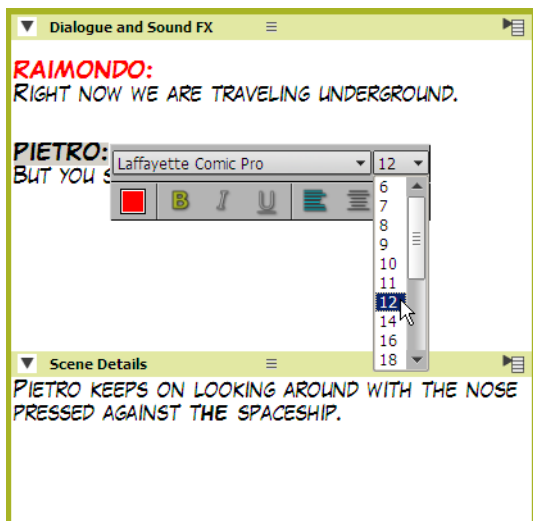 Dialogue and Sound FX
RAIMONDO:
RIGHT NOW WE ARE TRAVELING UNDERGROUND.
PIETRO:
BUT YOU
Laffayette Comic Pro 12
B I U
6
7
8
9
10
11
12
14
16
18
Scene Details
PIETRO KEEPS ON LOOKING AROUND WITH THE NOSE
PRESSED AGAINST THE SPACESHIP.